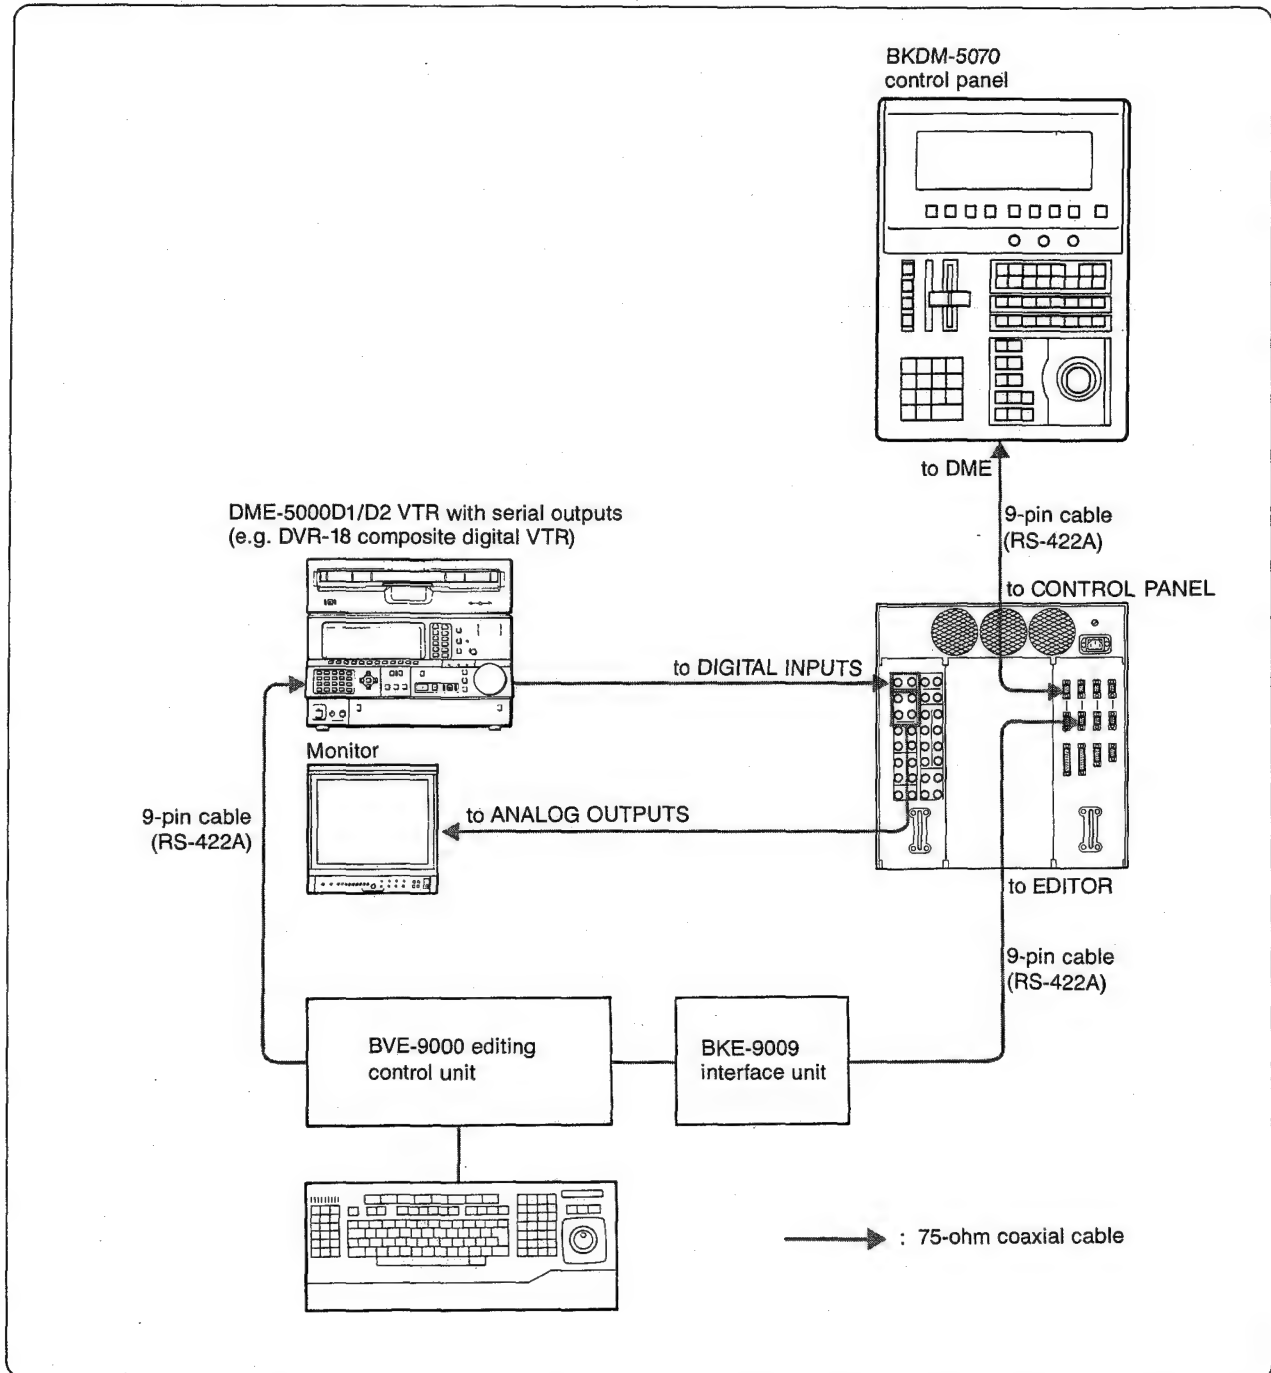 BKDM-5070
control panel
to DME
9-pin cable
(RS-422A)
to CONTROL PANEL
DME-5000D1/D2 VTR with serial outputs
(e.g. DVR-18 composite digital VTR)
to DIGITAL INPUTS
Monitor
to ANALOG OUTPUTS
9-pin cable
(RS-422A)
to EDITOR
9-pin cable
(RS-422A)
BVE-9000 editing
control unit
BKE-9009
interface unit
: 75-ohm coaxial cable